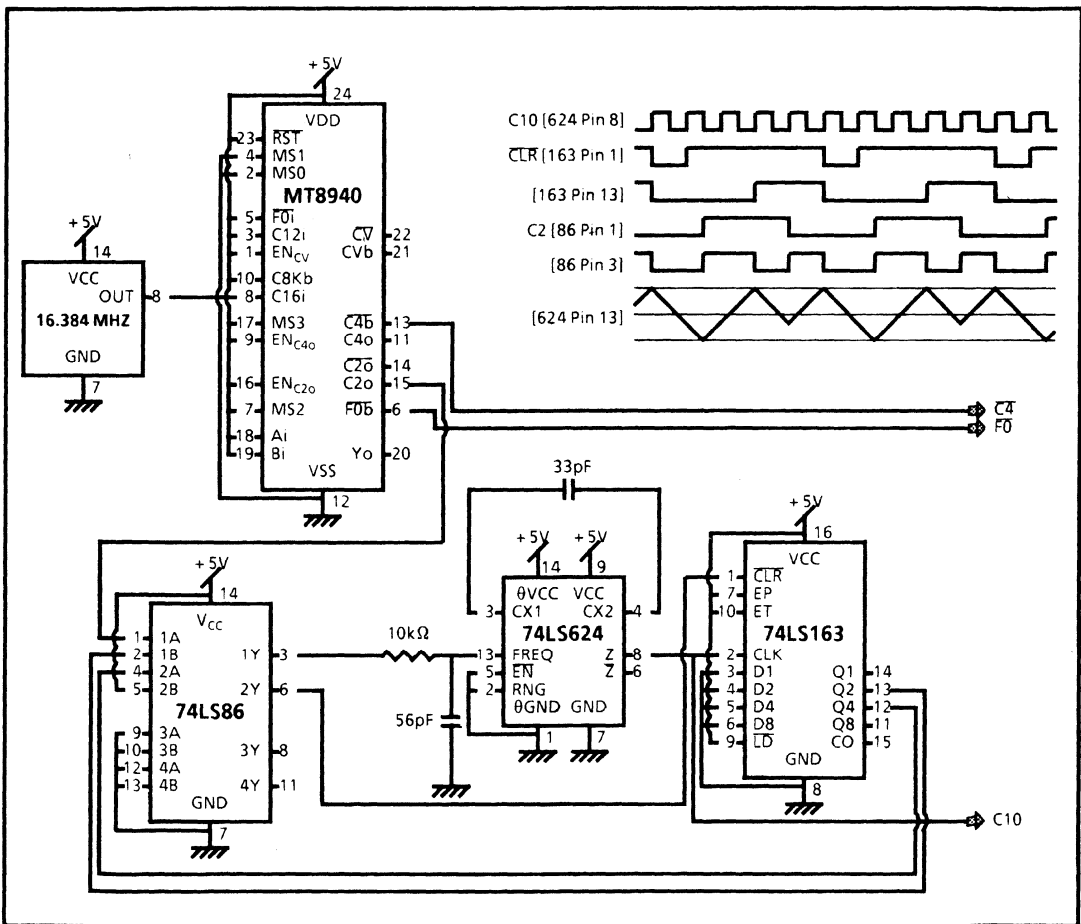 +5V
24
VDD
23 RST
4 MS1
2 MS0
MT8940
5 F0i
3 C12i
1 ENCV
10 C8Kb
8 C16i
17 MS3
9 ENC4o
16 ENC2o
7 MS2
18 Ai
19 Bi
CV 22
CVb 21
C4b 13
C4o 11
C2o 14
C2o 15
F0b 6
Yo 20
VSS
12
+5V
14
VCC
OUT 8
16.384 MHZ
GND
7
C10 [624 Pin 8]
CLR [163 Pin 1]
[163 Pin 13]
C2 [86 Pin 1]
[86 Pin 3]
[624 Pin 13]
C4
F0
+5V
14
VCC
1 1A
2 1B
4 2A
5 2B
1Y 3
2Y 6
74LS86
9 3A
10 3B
12 4A
13 4B
3Y 8
4Y 11
GND
7
10kΩ
56pF
33pF
+5V +5V
14 9
θVCC VCC
3 CX1 CX2 4
74LS624
13 FREQ Z 8
5 EN Z 6
2 RNG
θGND GND
1 7
+5V
16
VCC
1 CLR
7 EP
10 ET
74LS163
2 CLK
3 D1 Q1 14
4 D2 Q2 13
5 D4 Q4 12
6 D8 Q8 11
9 LD CO 15
GND
8
C10